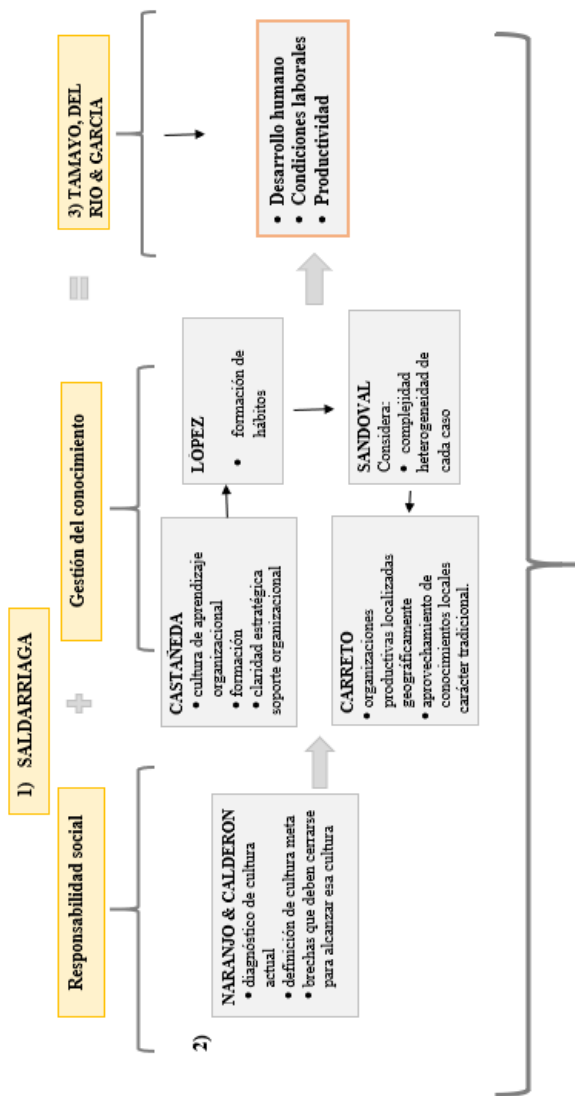 1) SALDARRIAGA
Responsabilidad social
Gestión del conocimiento
3) TAMAYO, DEL
RIO & GARCIA
2)
NARANJO & CALDERON
• diagnóstico de cultura
actual
• definición de cultura meta
• brechas que deben cerrarse
para alcanzar esa cultura
CASTAÑEDA
• cultura de aprendizaje
organizacional
• formación
• claridad estratégica
soporte organizacional
LÓPEZ
• formación de
hábitos
CARRETO
• organizaciones
productivas localizadas
geográficamente
• aprovechamiento de
conocimientos locales
carácter tradicional.
SANDOVAL
Considera:
• complejidad
heterogeneidad de
cada caso
• Desarrollo humano
• Condiciones laborales
• Productividad